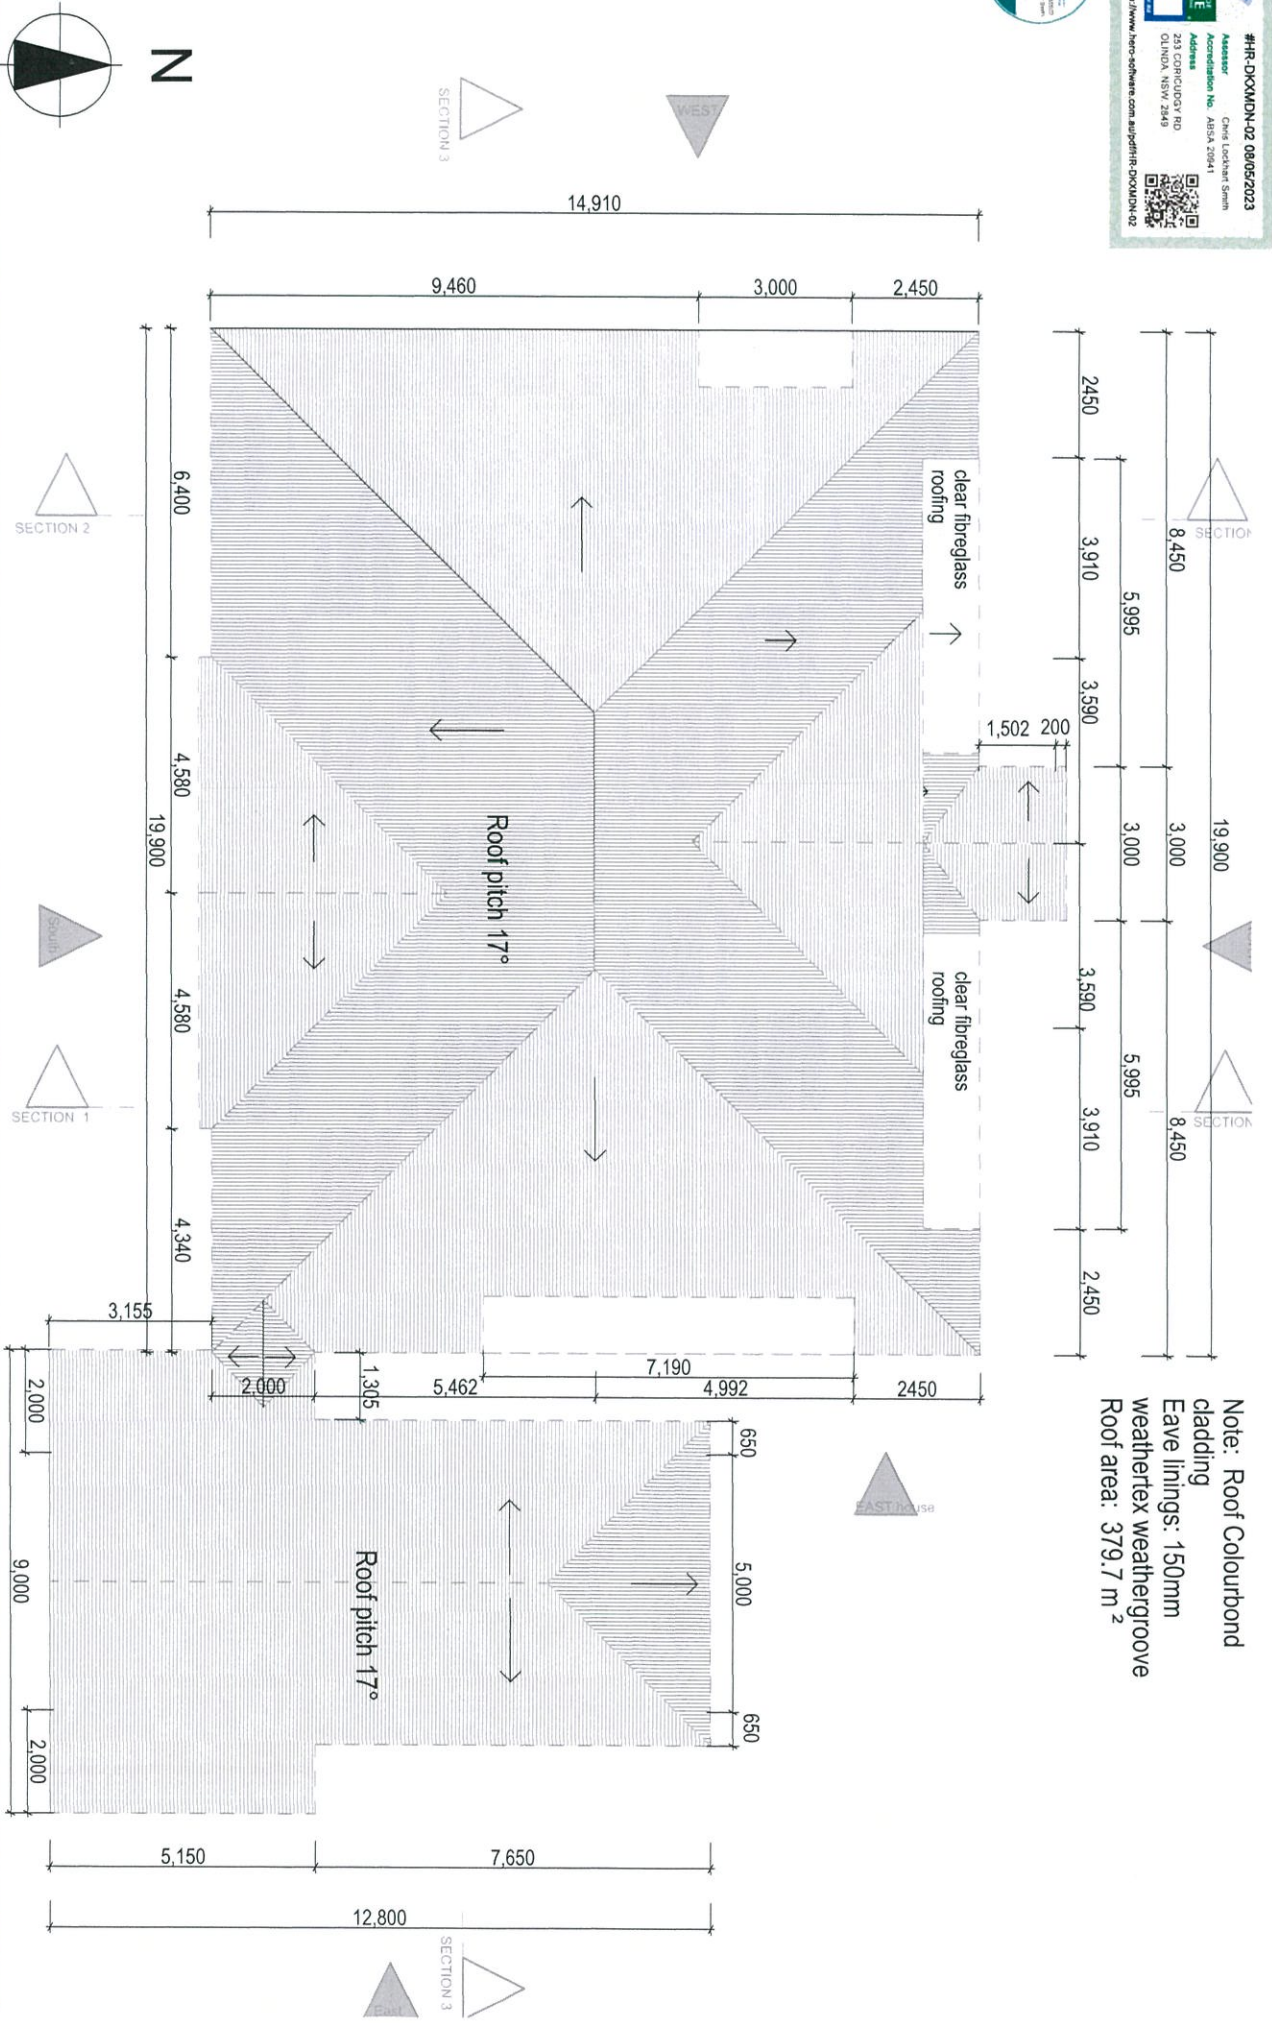 #HR-DKXMDN-02 08/05/2023
Assessor Chris Lockhart Smith
Accreditation No. ABSA 20941
Address
253 CORICUDGY RD
OLINDA, NSW, 2849
N
SECTION 3
WEST
14,910
9,460
3,000
2,450
19,900
8,450
3,000
8,450
5,995
3,000
5,995
2450
3,910
3,590
3,590
3,910
2,450
SECTION
SECTION
1,502
200
clear fibreglass
roofing
clear fibreglass
roofing
Roof pitch 17°
6,400
4,580
4,580
4,340
19,900
SECTION 2
South
SECTION 1
3,155
2,000
1,305
5,462
7,190
4,992
2450
Note: Roof Colourbond
cladding
Eave linings: 150mm
weathertex weathergroove
Roof area: 379.7 m²
EAST house
650
5,000
650
Roof pitch 17°
2,000
9,000
2,000
5,150
7,650
12,800
SECTION 3
East